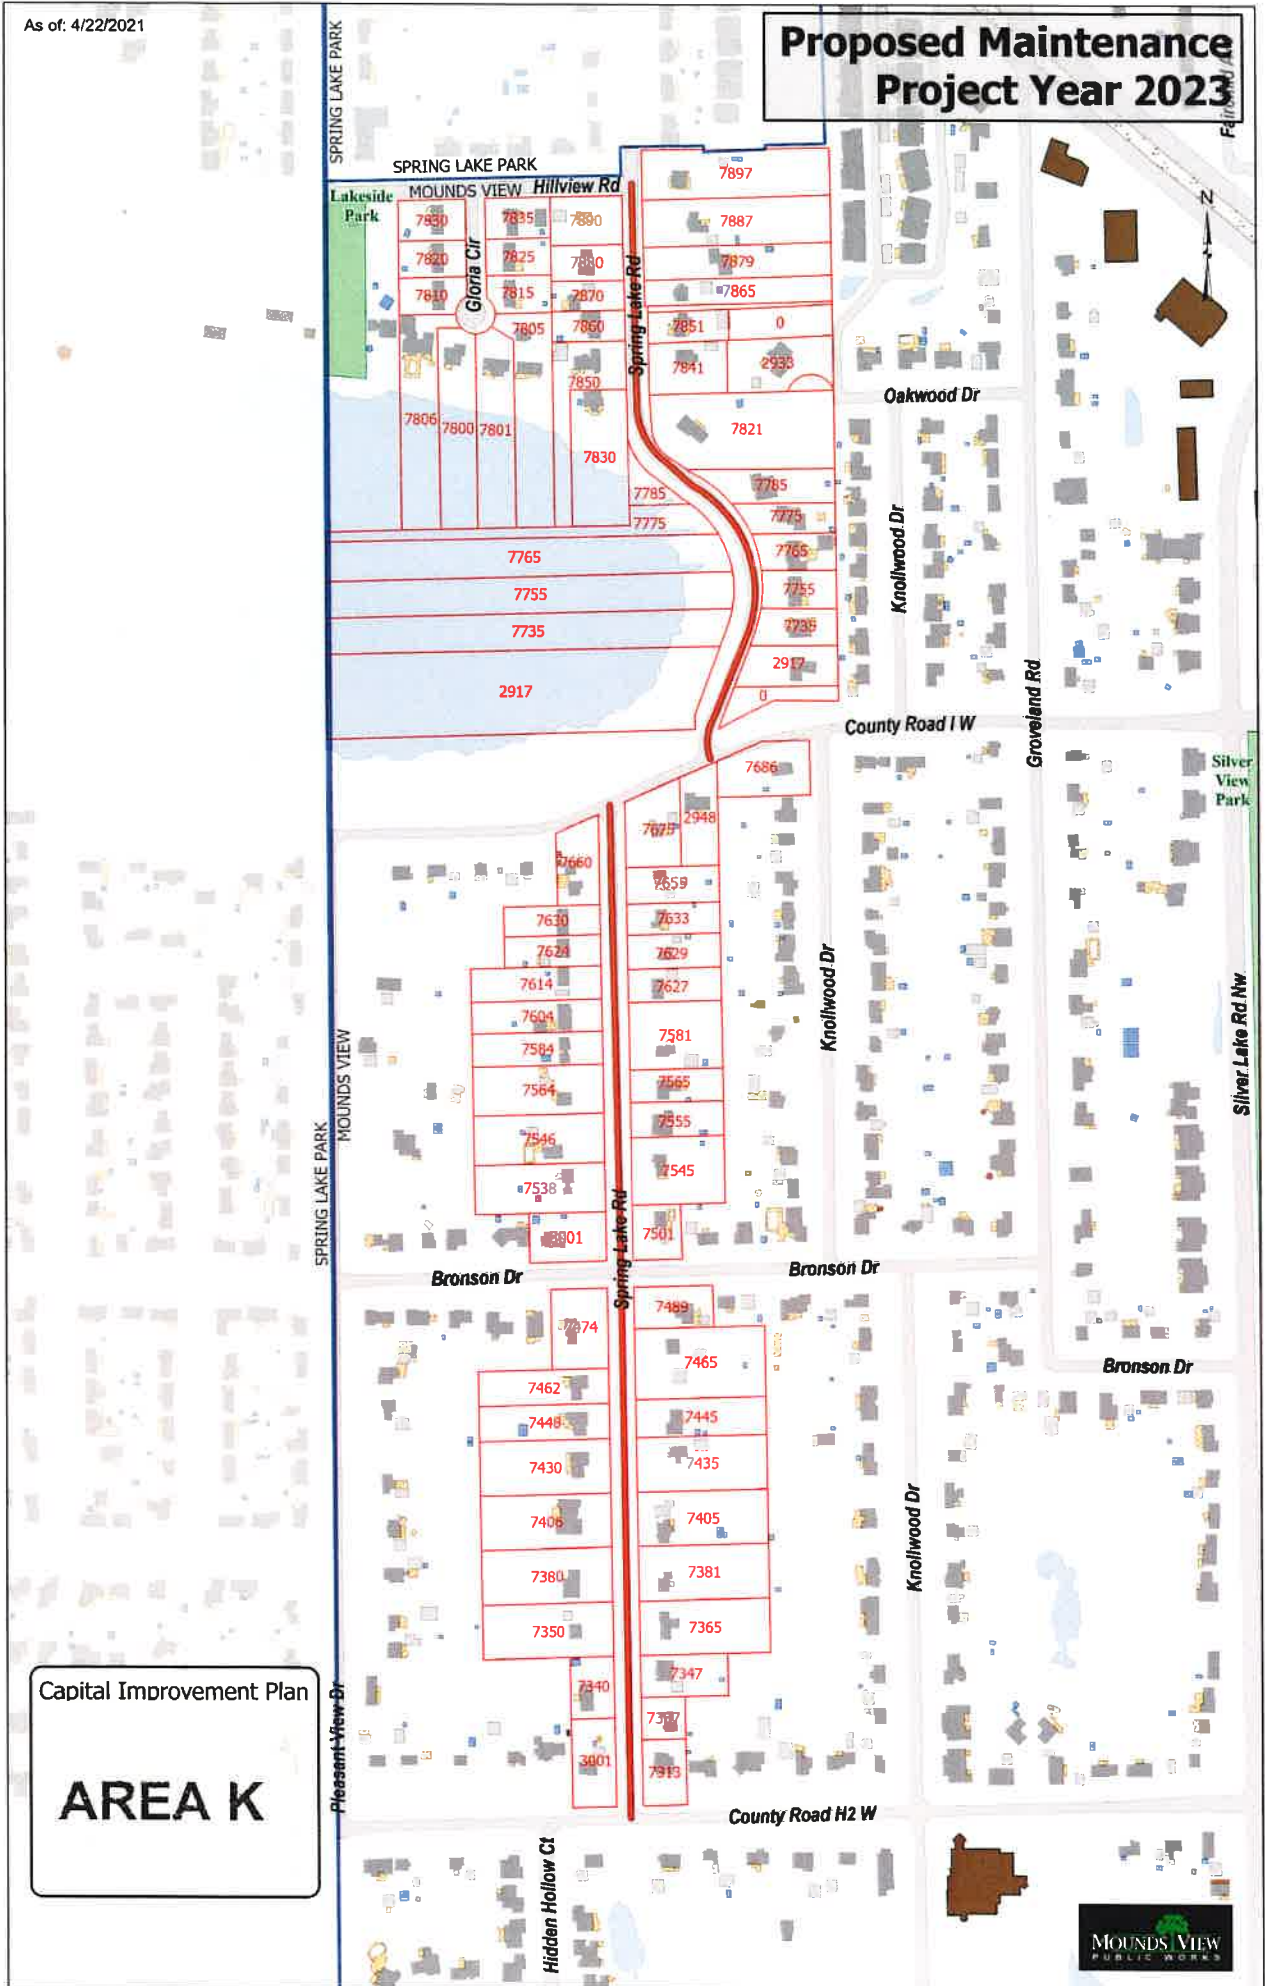 As of: 4/22/2021
Proposed Maintenance
Project Year 2023
SPRING LAKE PARK
SPRING LAKE PARK
MOUNDS VIEW
Hillview Rd
Lakeside
Park
N
7897
7830
7835
7890
7887
7820
7825
7879
7810
7815
7870
7865
Gloria Cir
Spring Lake Rd
7805
7860
7851
0
7850
7841
2933
Oakwood Dr
7806
7800
7801
7830
7821
7785
7785
7775
7775
Knollwood Dr
7765
7765
7755
7755
7735
7735
2917
2917
0
County Road I W
Groveland Rd
7686
Silver
View
Park
2948
7675
7660
7659
7630
7633
7624
7629
7614
7627
7604
7581
7584
7564
7565
7555
7546
7545
7538
7501
Knollwood Dr
Silver Lake Rd Nw
MOUNDS VIEW
SPRING LAKE PARK
Spring Lake Rd
Bronson Dr
Bronson Dr
7489
7465
Bronson Dr
7462
7448
7445
7430
7435
7406
7405
7380
7381
7350
7365
7340
7347
3001
7313
Knollwood Dr
Pleasant View Dr
Capital Improvement Plan
AREA K
County Road H2 W
Hidden Hollow Ct
MOUNDS VIEW
PUBLIC WORKS